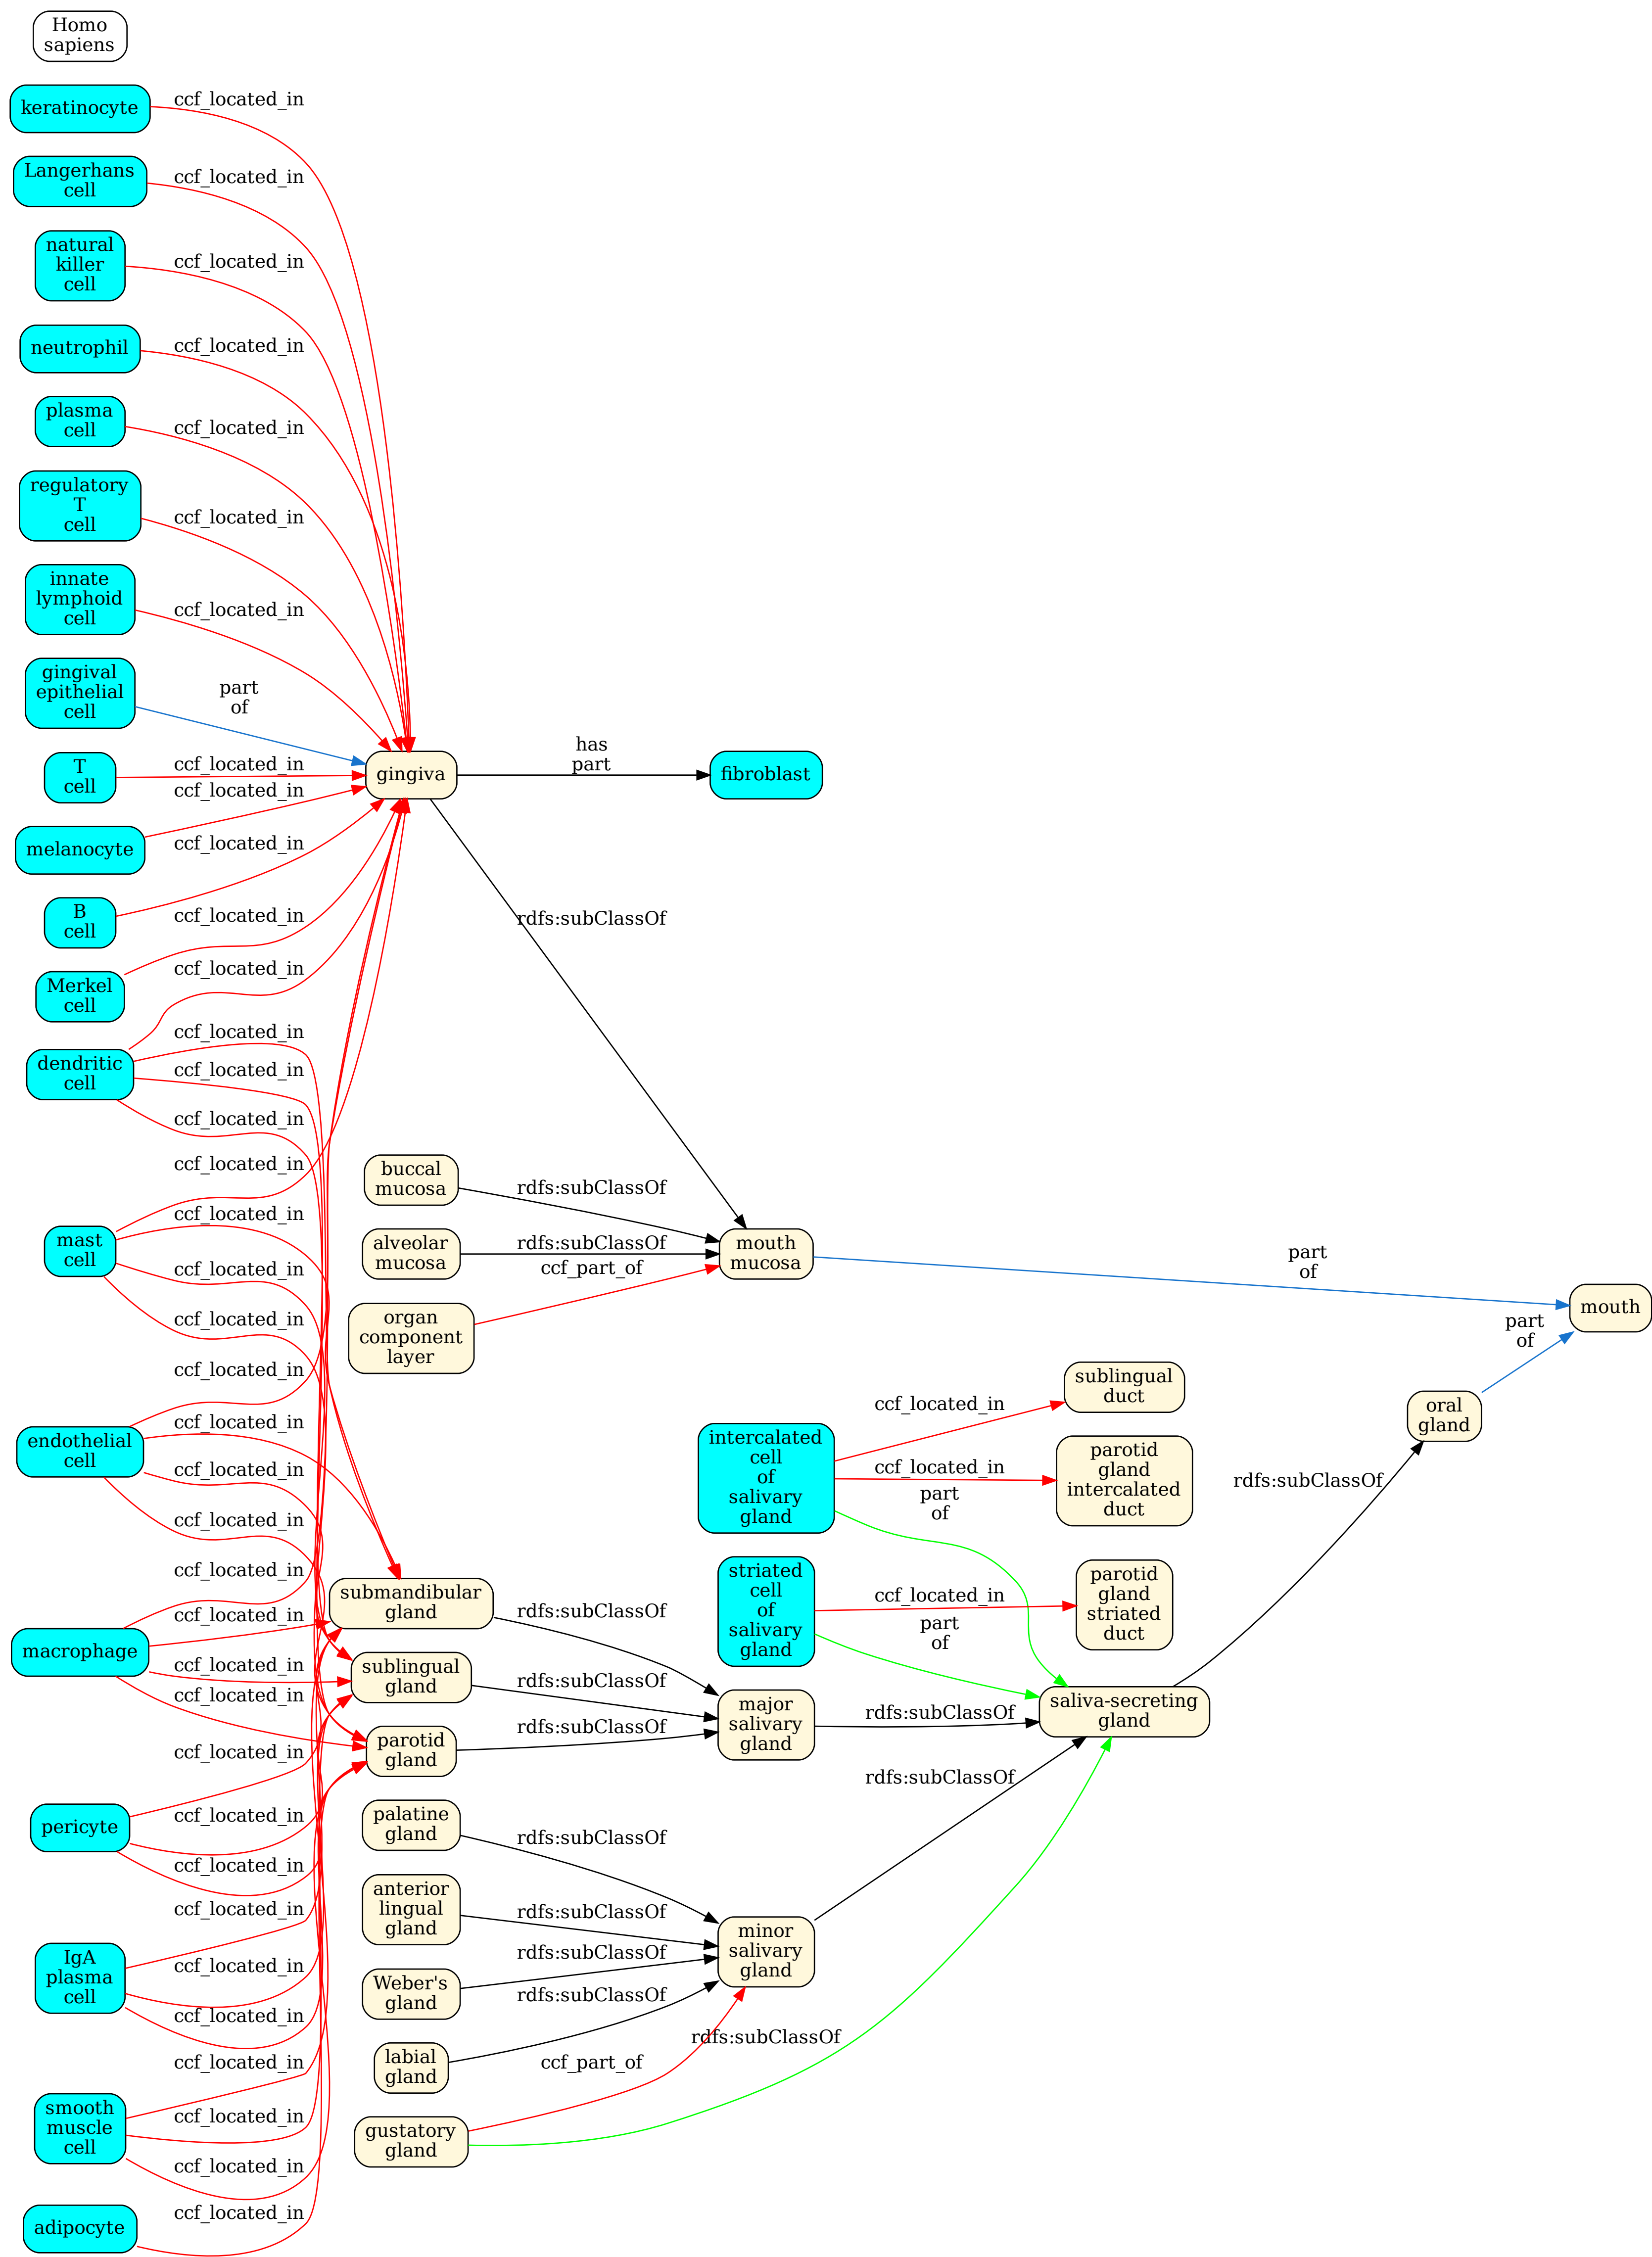 Homo
sapiens
keratinocyte
ccf_located_in
Langerhans
cell
ccf_located_in
natural
killer
cell
ccf_located_in
neutrophil
ccf_located_in
plasma
cell
ccf_located_in
regulatory
T
cell
ccf_located_in
innate
lymphoid
cell
ccf_located_in
gingival
epithelial
cell
part
of
T
cell
ccf_located_in
gingiva
has
part
fibroblast
ccf_located_in
melanocyte
ccf_located_in
B
cell
ccf_located_in
rdfs:subClassOf
Merkel
cell
ccf_located_in
dendritic
cell
ccf_located_in
ccf_located_in
ccf_located_in
ccf_located_in
mast
cell
ccf_located_in
ccf_located_in
ccf_located_in
buccal
mucosa
rdfs:subClassOf
alveolar
mucosa
rdfs:subClassOf
ccf_part_of
organ
component
layer
mouth
mucosa
part
of
mouth
part
of
oral
gland
ccf_located_in
endothelial
cell
ccf_located_in
ccf_located_in
ccf_located_in
ccf_located_in
intercalated
cell
of
salivary
gland
ccf_located_in
sublingual
duct
ccf_located_in
parotid
gland
intercalated
duct
part
of
rdfs:subClassOf
striated
cell
of
salivary
gland
ccf_located_in
parotid
gland
striated
duct
part
of
macrophage
ccf_located_in
ccf_located_in
ccf_located_in
submandibular
gland
rdfs:subClassOf
sublingual
gland
rdfs:subClassOf
parotid
gland
rdfs:subClassOf
major
salivary
gland
rdfs:subClassOf
saliva-secreting
gland
pericyte
ccf_located_in
ccf_located_in
ccf_located_in
palatine
gland
rdfs:subClassOf
rdfs:subClassOf
anterior
lingual
gland
rdfs:subClassOf
Weber's
gland
rdfs:subClassOf
minor
salivary
gland
IgA
plasma
cell
ccf_located_in
ccf_located_in
ccf_located_in
labial
gland
rdfs:subClassOf
rdfs:subClassOf
ccf_part_of
gustatory
gland
smooth
muscle
cell
ccf_located_in
ccf_located_in
ccf_located_in
adipocyte
ccf_located_in